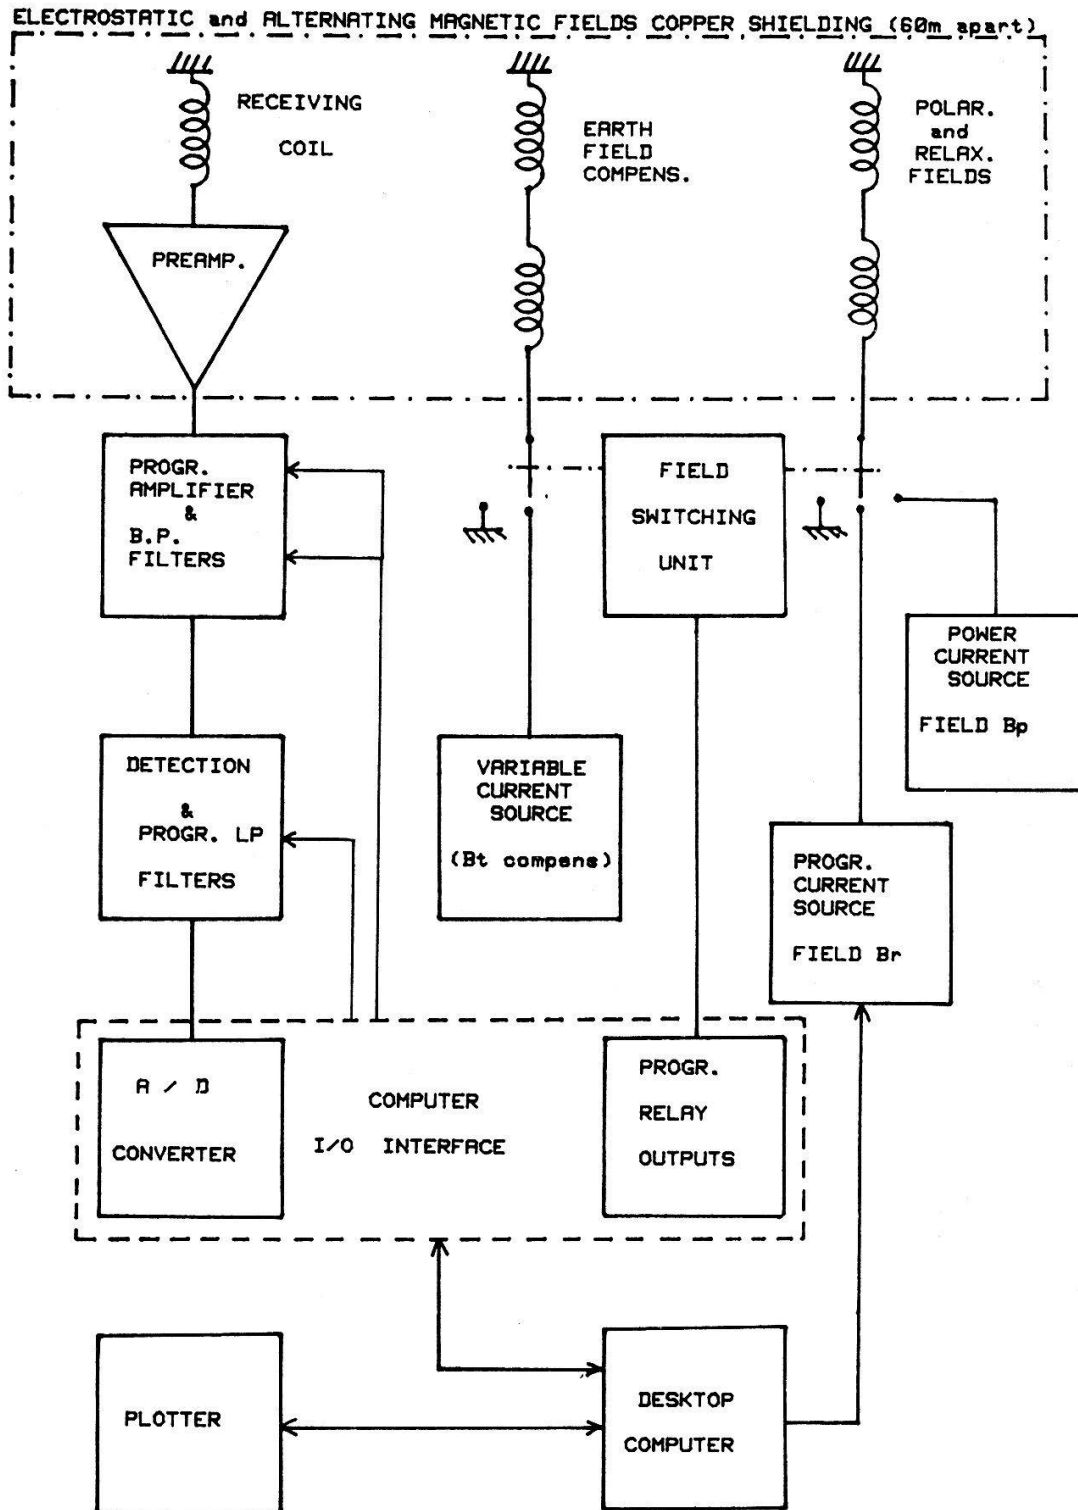 ELECTROSTATIC and ALTERNATING MAGNETIC FIELDS COPPER SHIELDING (60m apart)
RECEIVING
COIL
EARTH
FIELD
COMPENS.
POLAR.
and
RELAX.
FIELDS
PREAMP.
PROGR.
AMPLIFIER
&
B.P.
FILTERS
FIELD
SWITCHING
UNIT
POWER
CURRENT
SOURCE
FIELD Bp
DETECTION
&
PROGR. LP
FILTERS
VARIABLE
CURRENT
SOURCE
(Bt compens)
PROGR.
CURRENT
SOURCE
FIELD Br
A / D
CONVERTER
COMPUTER
I/O INTERFACE
PROGR.
RELAY
OUTPUTS
PLOTTER
DESKTOP
COMPUTER